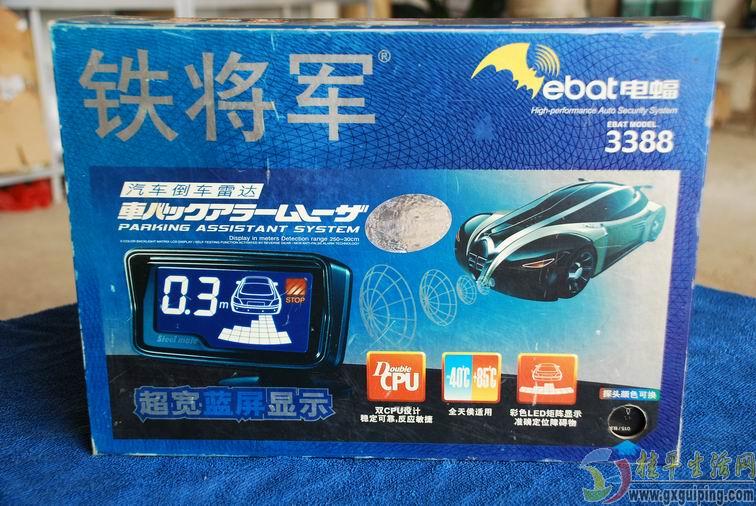 铁将军®
ebat电蝠
High-performance Auto Security System
EBAT MODEL
3388
汽车倒车雷达
車バックアラームレーザ
PARKING ASSISTANT SYSTEM
Display in meters Detection range 250~30cm
0.3m
STOP
Steel mate
超宽蓝屏显示
Double
CPU
双CPU设计
稳定可靠,反应敏捷
-40℃ +85℃
全天侯适用
彩色LED矩阵显示
准确定位障碍物
探头颜色可换
桂平生活网
www.gxguiping.com